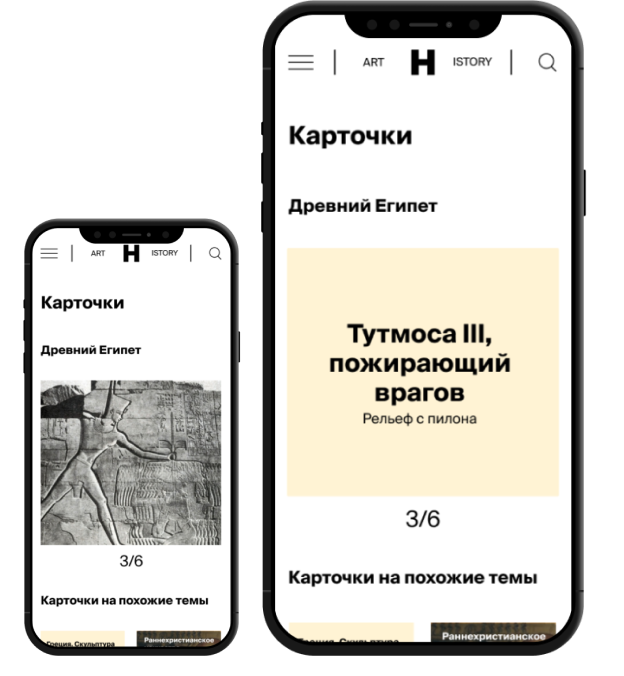 ART H ISTORY
Карточки
Древний Египет
3/6
Карточки на похожие темы
Греция. Скульптура
Раннехристианское
ART H ISTORY
Карточки
Древний Египет
Тутмоса III,
пожирающий
врагов
Рельеф с пилона
3/6
Карточки на похожие темы
Греция. Скульптура
Раннехристианское